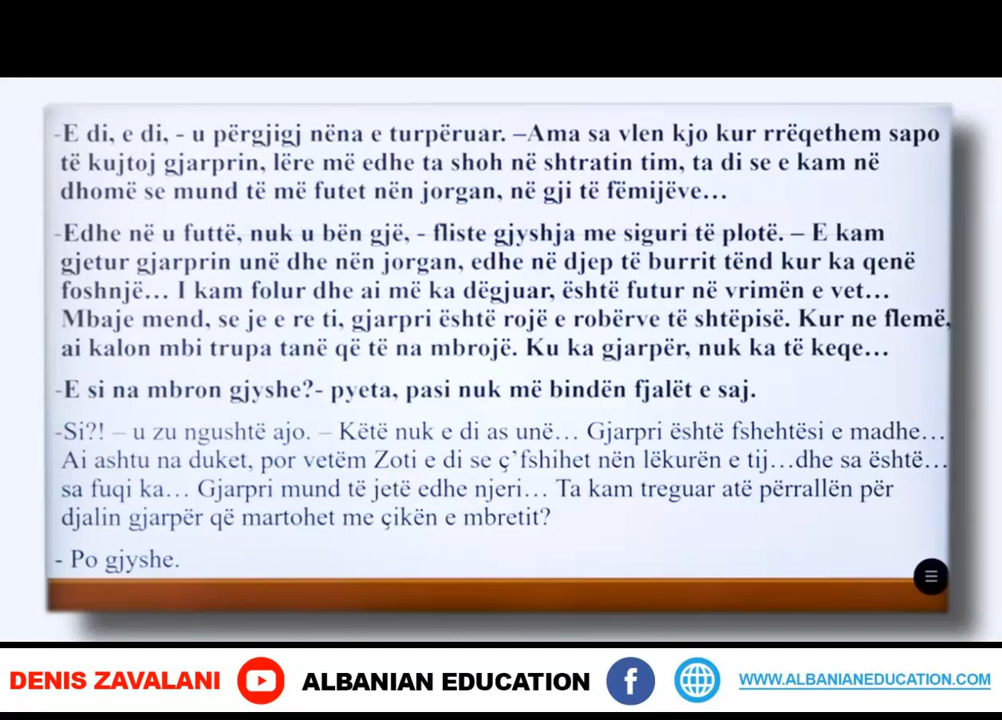 -E di, e di, - u përgjigj nëna e turpëruar. –Ama sa vlen kjo kur rrëqethem sapo
të kujtoj gjarprin, lëre më edhe ta shoh në shtratin tim, ta di se e kam në
dhomë se mund të më futet nën jorgan, në gji të fëmijëve…
-Edhe në u futtë, nuk u bën gjë, - fliste gjyshja me siguri të plotë. – E kam
gjetur gjarprin unë dhe nën jorgan, edhe në djep të burrit tënd kur ka qenë
foshnjë… I kam folur dhe ai më ka dëgjuar, është futur në vrimën e vet…
Mbaje mend, se je e re ti, gjarpri është rojë e robërve të shtëpisë. Kur ne flemë,
ai kalon mbi trupa tanë që të na mbrojë. Ku ka gjarpër, nuk ka të keqe…
-E si na mbron gjyshe?- pyeta, pasi nuk më bindën fjalët e saj.
-Si?! – u zu ngushtë ajo. – Këtë nuk e di as unë… Gjarpri është fshehtësi e madhe…
Ai ashtu na duket, por vetëm Zoti e di se ç’fshihet nën lëkurën e tij…dhe sa është…
sa fuqi ka… Gjarpri mund të jetë edhe njeri… Ta kam treguar atë përrallën për
djalin gjarpër që martohet me çikën e mbretit?
- Po gjyshe.
DENIS ZAVALANI ALBANIAN EDUCATION f WWW.ALBANIANEDUCATION.COM